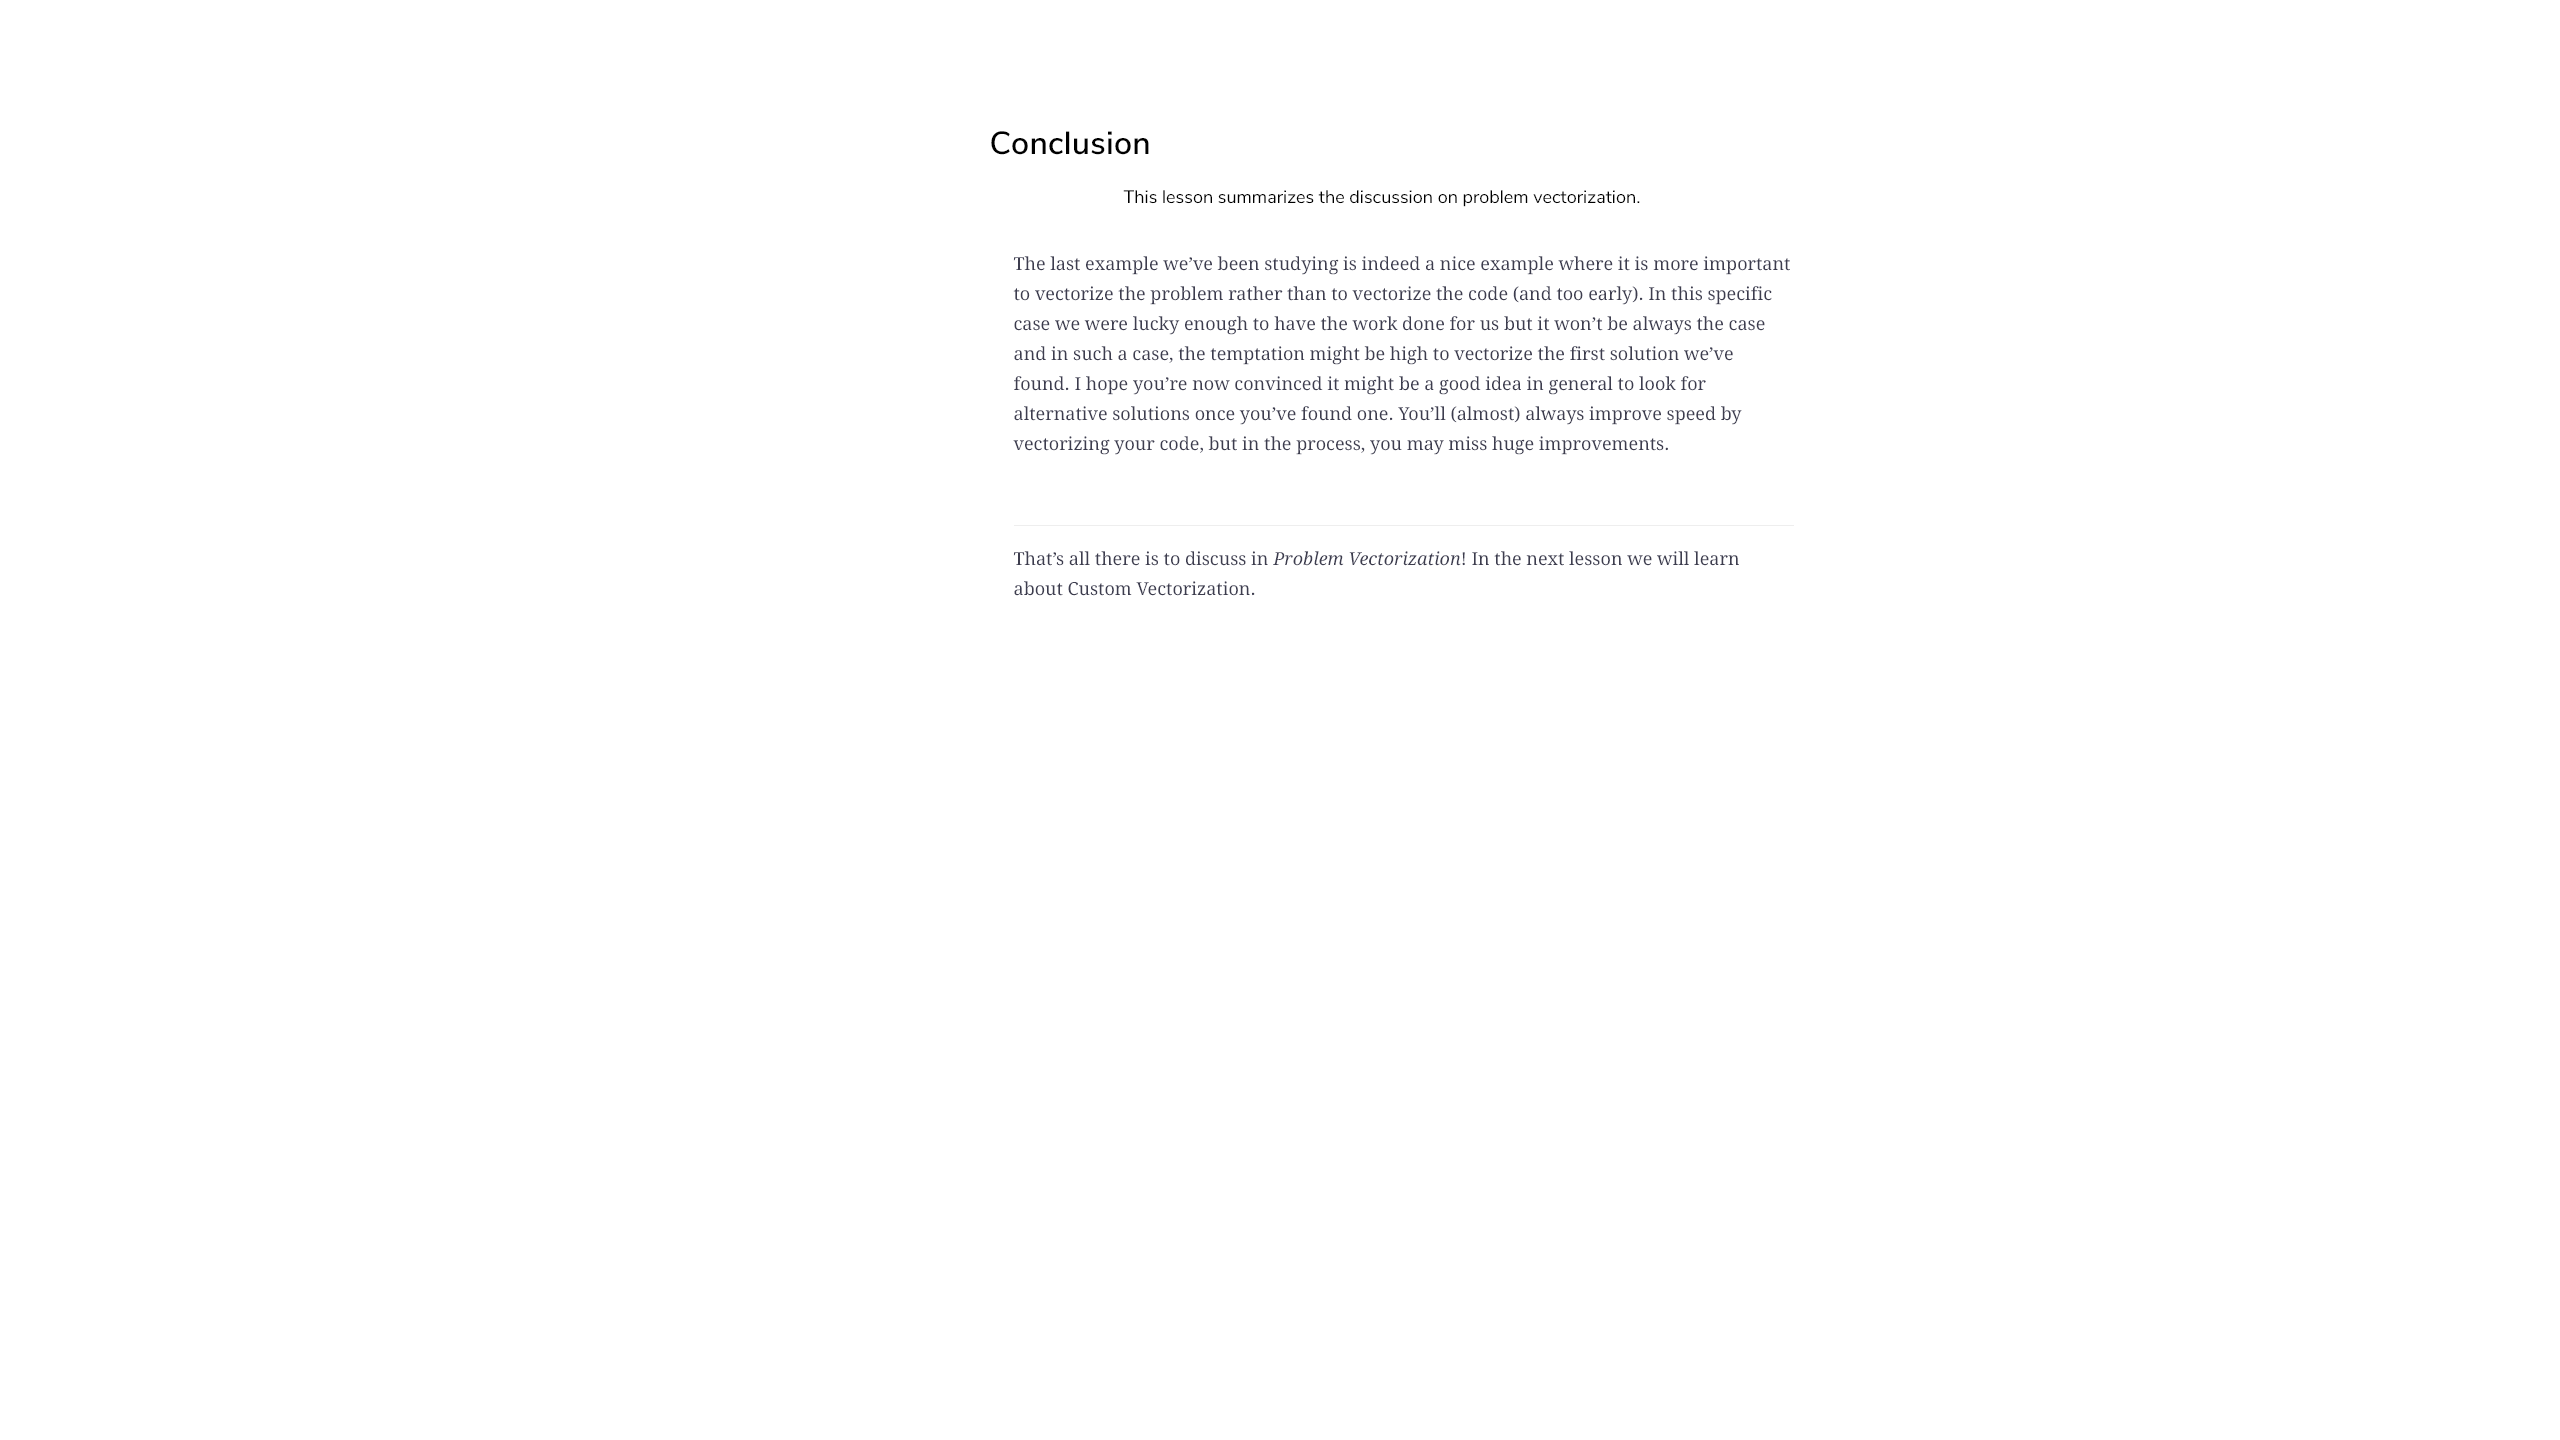 Conclusion
This lesson summarizes the discussion on problem vectorization.
The last example we’ve been studying is indeed a nice example where it is more important
to vectorize the problem rather than to vectorize the code (and too early). In this specific
case we were lucky enough to have the work done for us but it won’t be always the case
and in such a case, the temptation might be high to vectorize the first solution we’ve
found. I hope you’re now convinced it might be a good idea in general to look for
alternative solutions once you’ve found one. You’ll (almost) always improve speed by
vectorizing your code, but in the process, you may miss huge improvements.
That’s all there is to discuss in Problem Vectorization! In the next lesson we will learn
about Custom Vectorization.